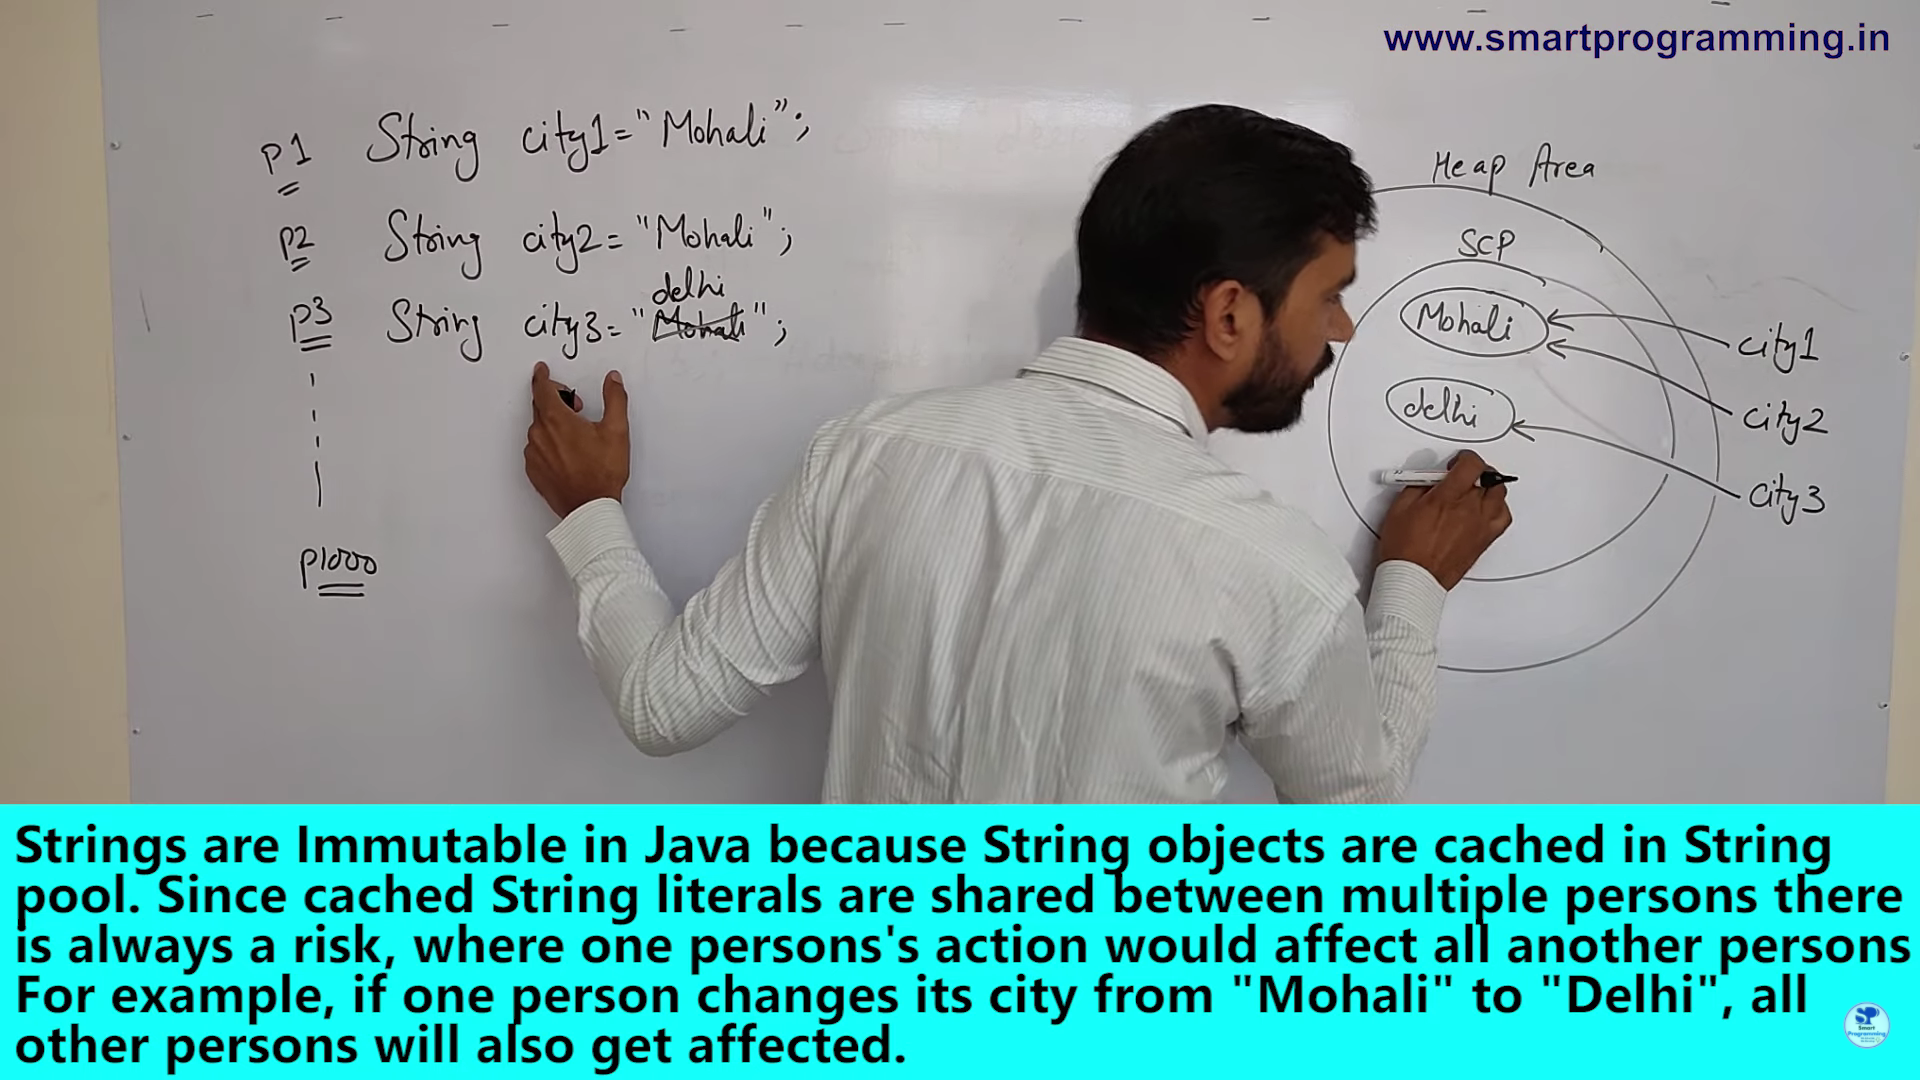 www.smartprogramming.in
p1 String city1="Mohali";
p2 String city2="Mohali";
delhi
p3 String city3="Mohali";
p1000
Heap Area
SCP
Mohali
delhi
city1
city2
city3
Strings are Immutable in Java because String objects are cached in String
pool. Since cached String literals are shared between multiple persons there
is always a risk, where one persons's action would affect all another persons
For example, if one person changes its city from "Mohali" to "Delhi", all
other persons will also get affected.
SP
Smart
Programming